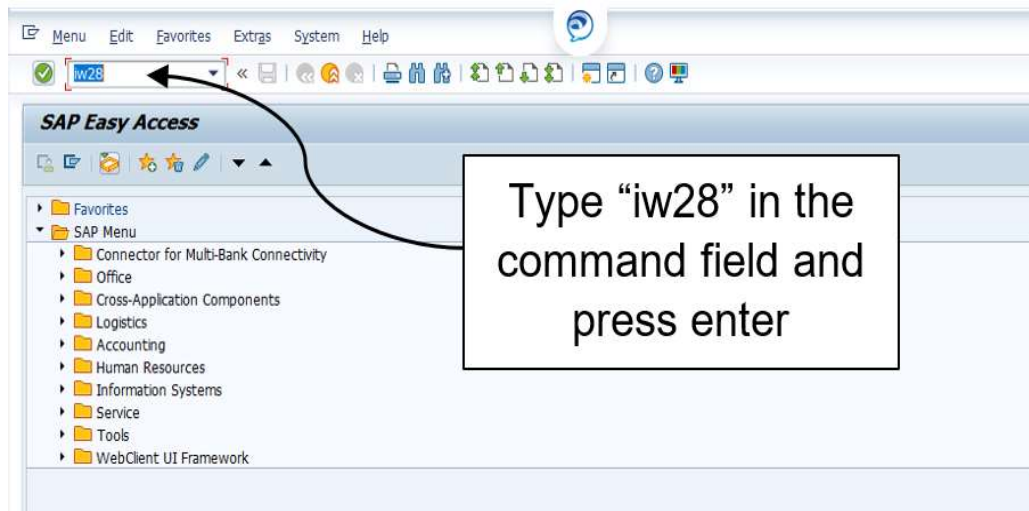 Menu Edit Favorites Extras System Help
iw28
SAP Easy Access
Favorites
SAP Menu
Connector for Multi-Bank Connectivity
Office
Cross-Application Components
Logistics
Accounting
Human Resources
Information Systems
Service
Tools
WebClient UI Framework
Type “iw28” in the
command field and
press enter